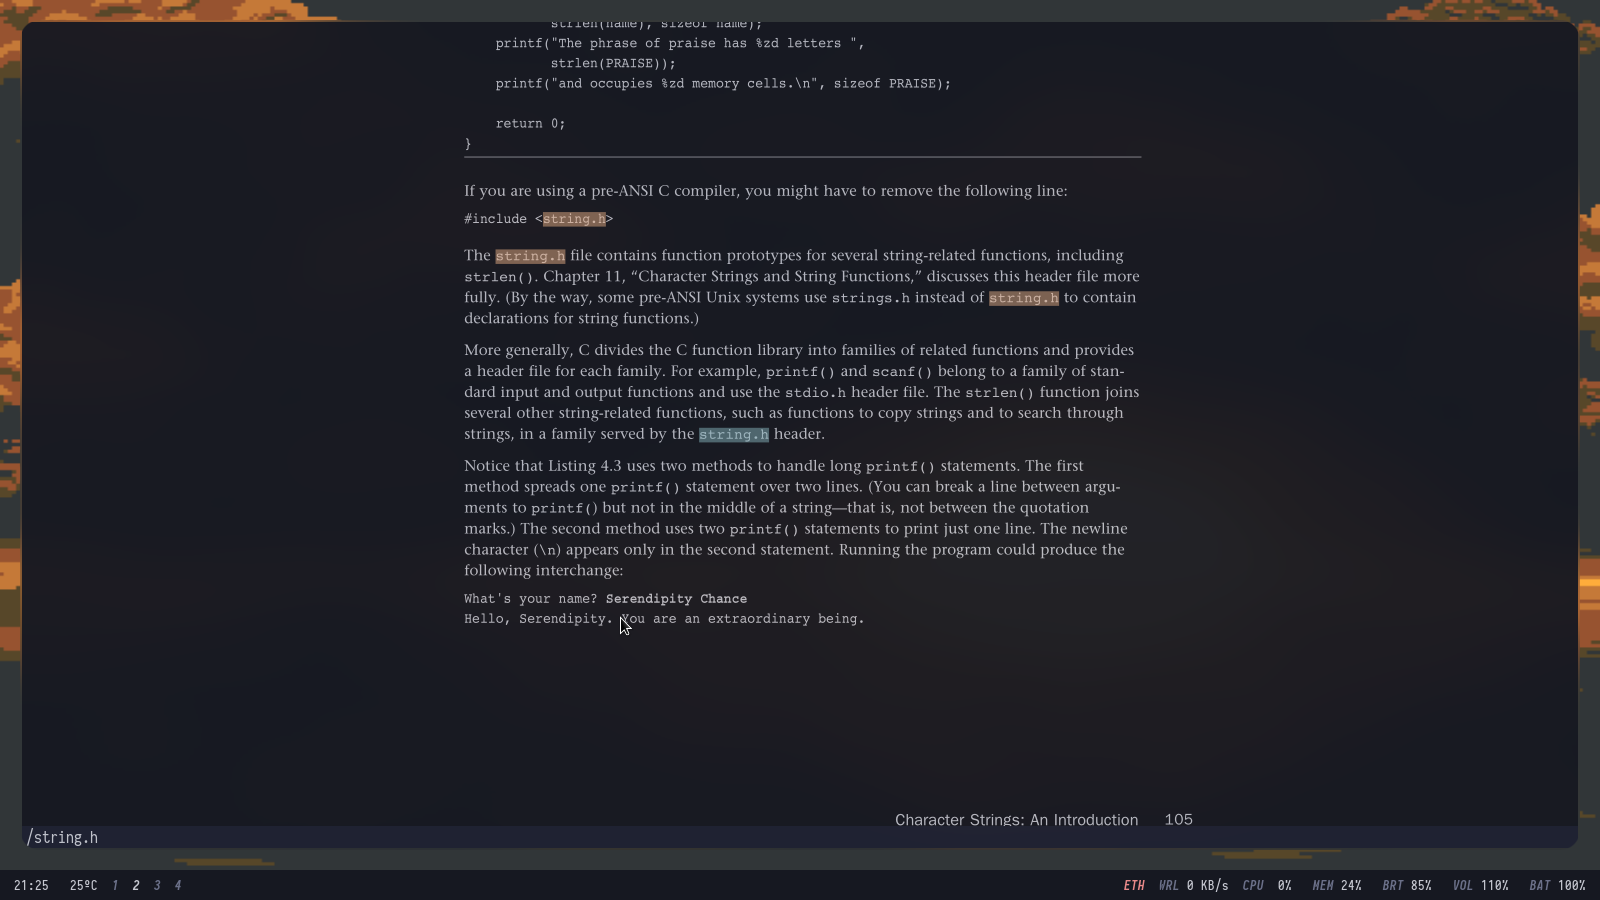 strlen(name), sizeof name);
printf("The phrase of praise has %zd letters ",
strlen(PRAISE));
printf("and occupies %zd memory cells.\n", sizeof PRAISE);
return 0;
}
If you are using a pre-ANSI C compiler, you might have to remove the following line:
#include <string.h>
The string.h file contains function prototypes for several string-related functions, including
strlen(). Chapter 11, “Character Strings and String Functions,” discusses this header file more
fully. (By the way, some pre-ANSI Unix systems use strings.h instead of string.h to contain
declarations for string functions.)
More generally, C divides the C function library into families of related functions and provides
a header file for each family. For example, printf() and scanf() belong to a family of stan-
dard input and output functions and use the stdio.h header file. The strlen() function joins
several other string-related functions, such as functions to copy strings and to search through
strings, in a family served by the string.h header.
Notice that Listing 4.3 uses two methods to handle long printf() statements. The first
method spreads one printf() statement over two lines. (You can break a line between argu-
ments to printf() but not in the middle of a string—that is, not between the quotation
marks.) The second method uses two printf() statements to print just one line. The newline
character (\n) appears only in the second statement. Running the program could produce the
following interchange:
What's your name? Serendipity Chance
Hello, Serendipity. You are an extraordinary being.
Character Strings: An Introduction 105
/string.h
21:25 25ºC 1 2 3 4 ETH WRL 0 KB/s CPU 0% MEM 24% BRT 85% VOL 110% BAT 100%